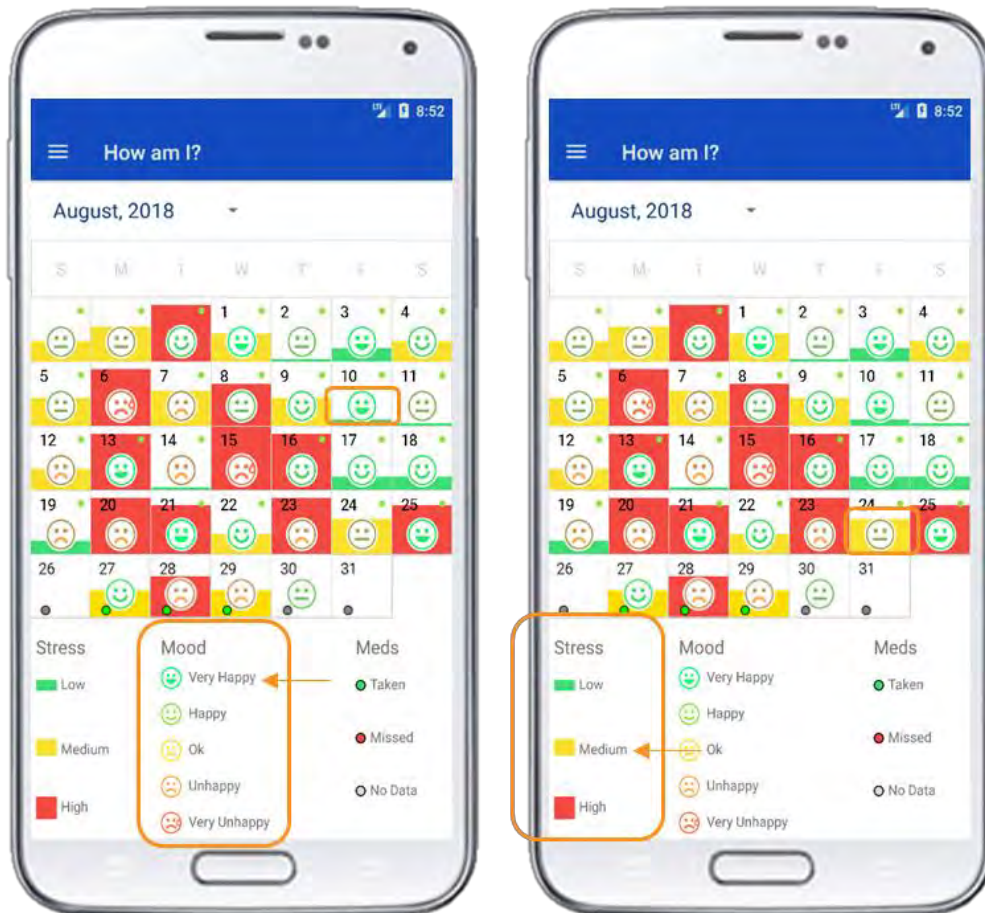 LTE 8:52
How am I?
August, 2018
S M T W T F S
1 2 3 4
5 6 7 8 9 10 11
12 13 14 15 16 17 18
19 20 21 22 23 24 25
26 27 28 29 30 31
Stress Mood Meds
Very Happy
Low Taken
Happy
Missed
Medium Ok
Unhappy
No Data
High
Very Unhappy
LTE 8:52
How am I?
August, 2018
S M T W T F S
1 2 3 4
5 6 7 8 9 10 11
12 13 14 15 16 17 18
19 20 21 22 23 24 25
26 27 28 29 30 31
Stress Mood Meds
Very Happy
Low Taken
Happy
Missed
Medium Ok
Unhappy
No Data
High
Very Unhappy